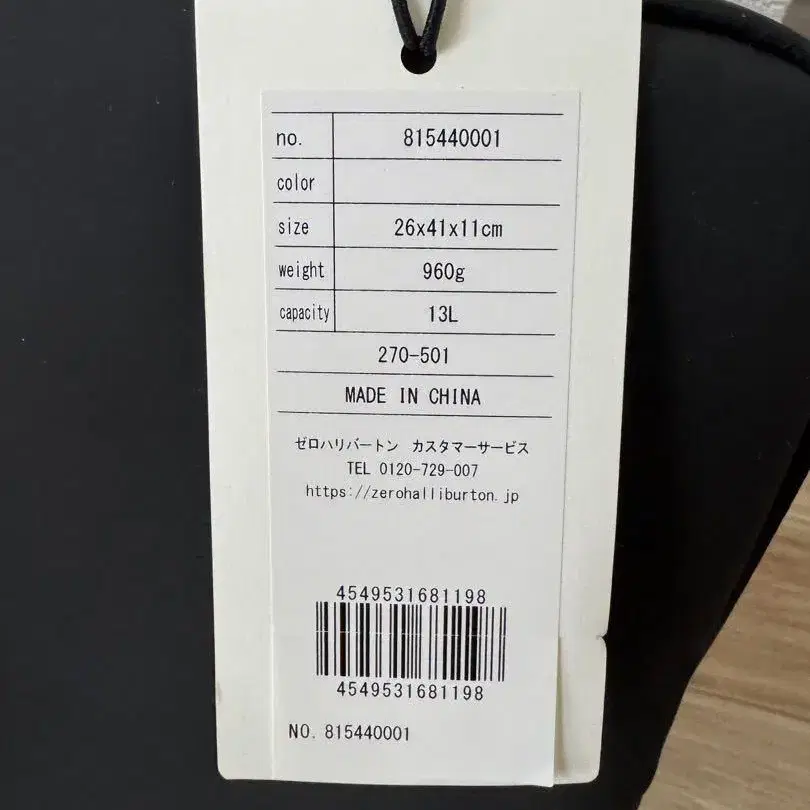 no. 815440001
color
size 26x41x11cm
weight 960g
capacity 13L
270-501
MADE IN CHINA
ゼロハリバートン カスタマーサービス
TEL 0120-729-007
https://zerohalliburton.jp
4549531681198
4549531681198
NO. 815440001